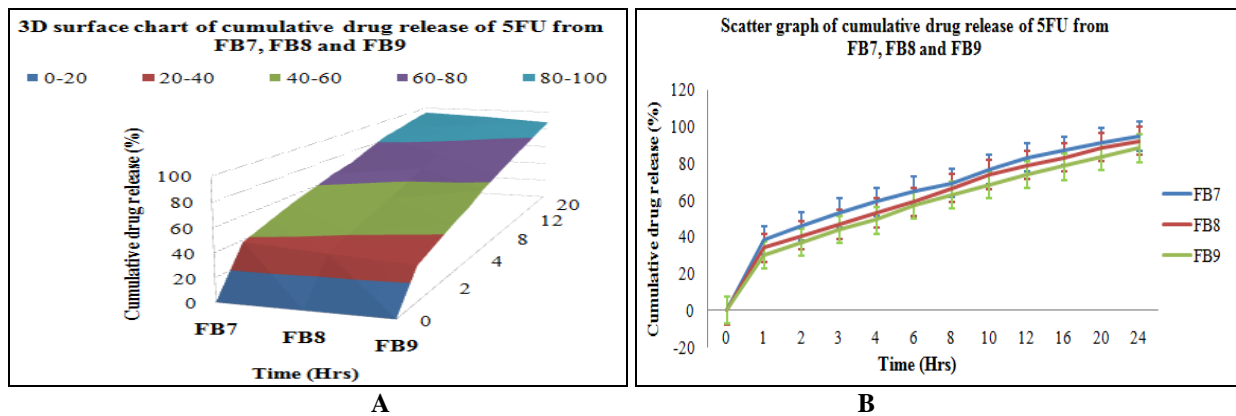 3D surface chart of cumulative drug release of 5FU from
FB7, FB8 and FB9
0-20 20-40 40-60 60-80 80-100
Cumulative drug release (%)
100
80
60
40
20
0
FB7
FB8
FB9
0
2
4
8
12
20
Time (Hrs)
A
Scatter graph of cumulative drug release of 5FU from
FB7, FB8 and FB9
Cumulative drug release (%)
120
100
80
60
40
20
0
-20
0 1 2 3 4 6 8 10 12 16 20 24
Time (Hrs)
FB7
FB8
FB9
B